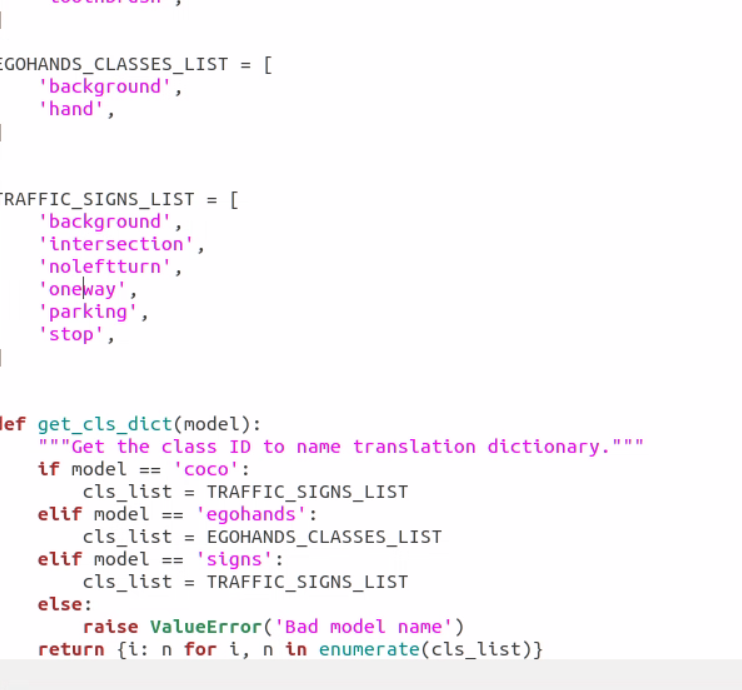 ]
EGOHANDS_CLASSES_LIST = [
    'background',
    'hand',
]
TRAFFIC_SIGNS_LIST = [
    'background',
    'intersection',
    'noleftturn',
    'oneway',
    'parking',
    'stop',
]
def get_cls_dict(model):
    """Get the class ID to name translation dictionary."""
    if model == 'coco':
        cls_list = TRAFFIC_SIGNS_LIST
    elif model == 'egohands':
        cls_list = EGOHANDS_CLASSES_LIST
    elif model == 'signs':
        cls_list = TRAFFIC_SIGNS_LIST
    else:
        raise ValueError('Bad model name')
    return {i: n for i, n in enumerate(cls_list)}